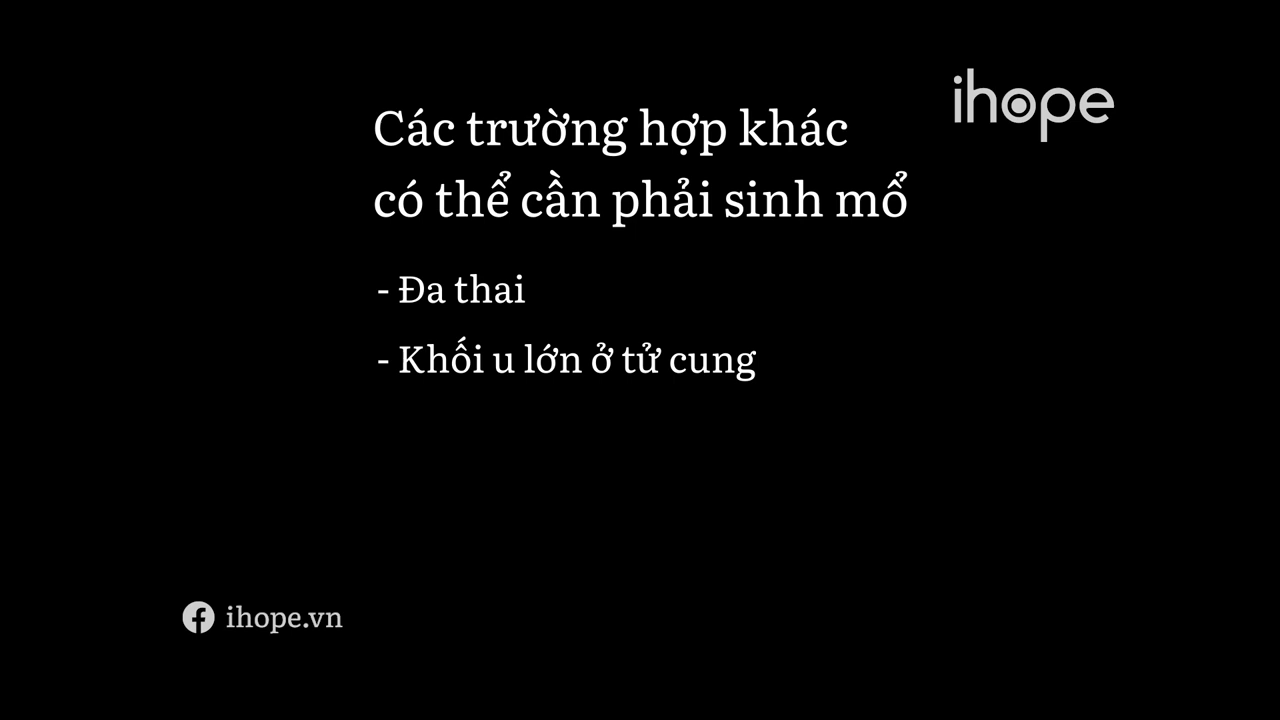 ihope
Các trường hợp khác
có thể cần phải sinh mổ
- Đa thai
- Khối u lớn ở tử cung
ihope.vn